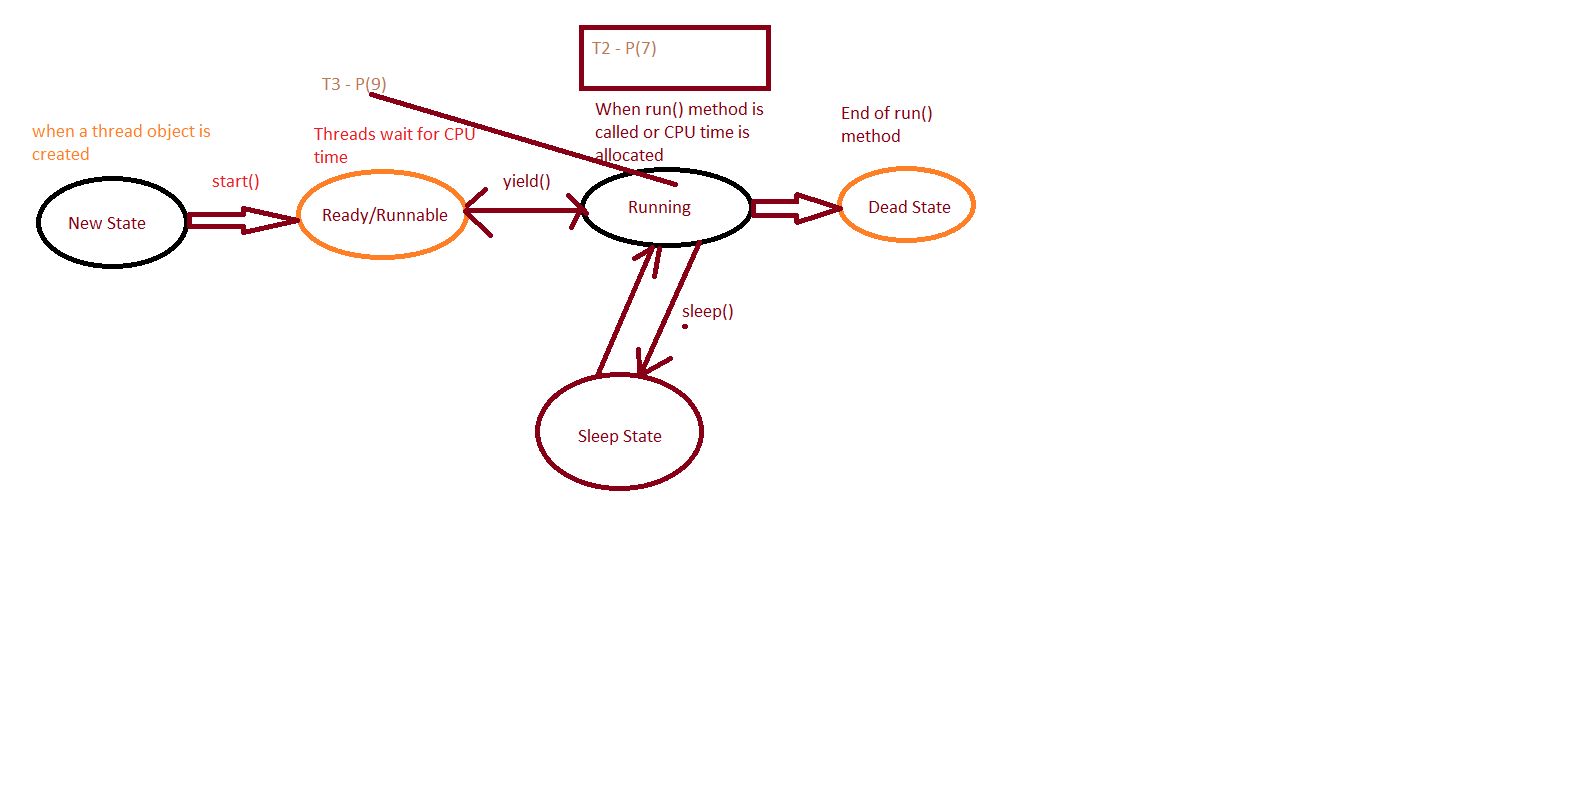 T2 - P(7)
T3 - P(9)
when a thread object is
created
Threads wait for CPU
time
When run() method is
called or CPU time is
allocated
End of run()
method
start()
yield()
New State
Ready/Runnable
Running
Dead State
sleep()
Sleep State